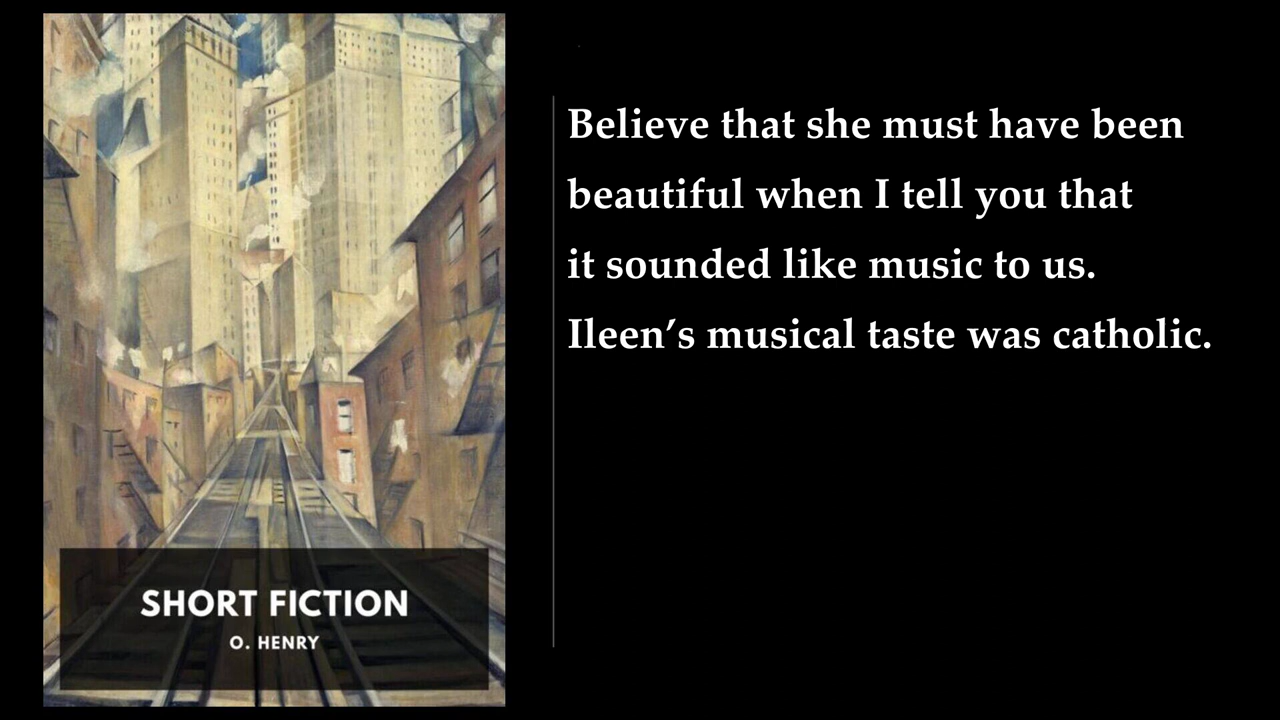 SHORT FICTION
O. HENRY
Believe that she must have been
beautiful when I tell you that
it sounded like music to us.
Ileen’s musical taste was catholic.